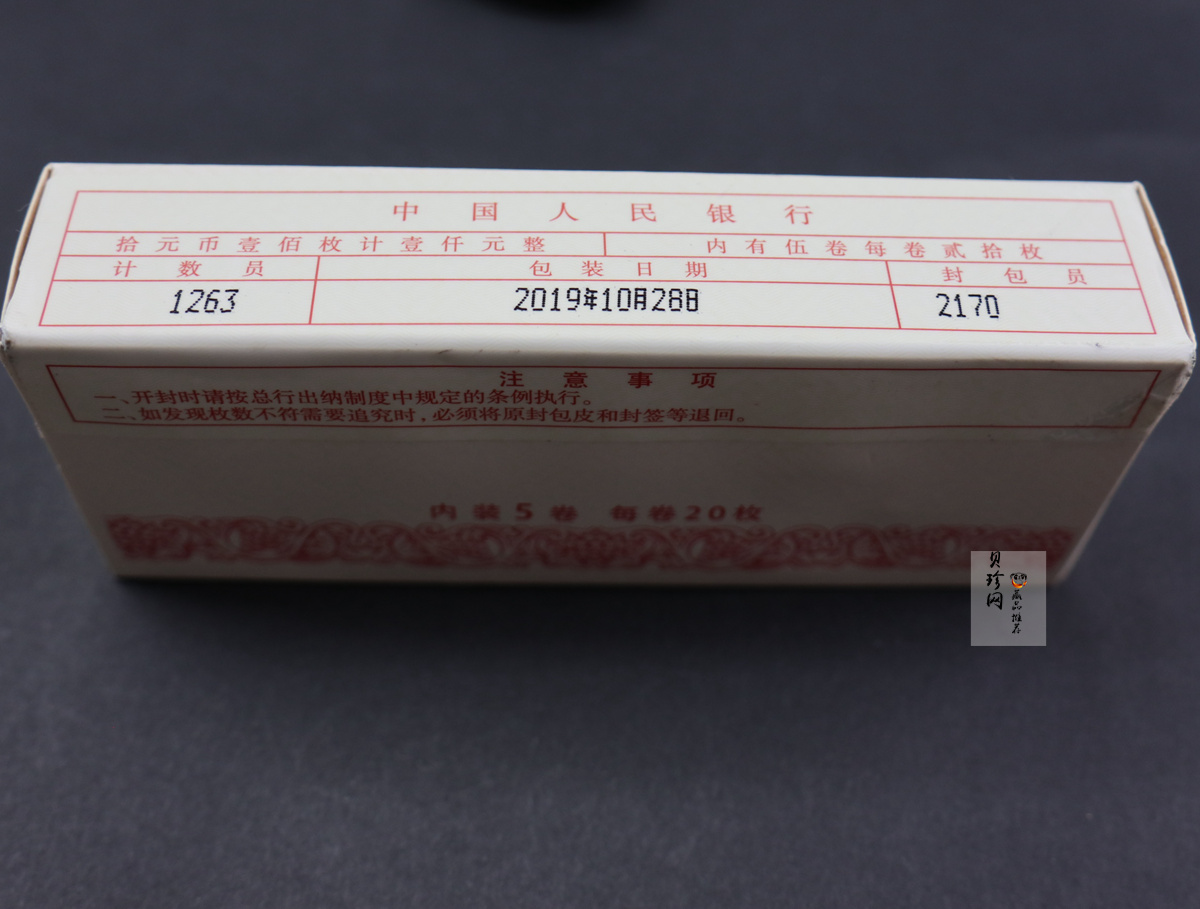 中国人民银行
拾元币壹佰枚计壹仟元整 内有伍卷每卷贰拾枚
计数员 包装日期 封包员
1263 2019年10月28日 2170
注意事项
一、开封时请按总行出纳制度中规定的条例执行。
二、如发现枚数不符需要追究时,必须将原封包皮和封签等退回。
内装5卷 每卷20枚
贝珍网
藏品推荐